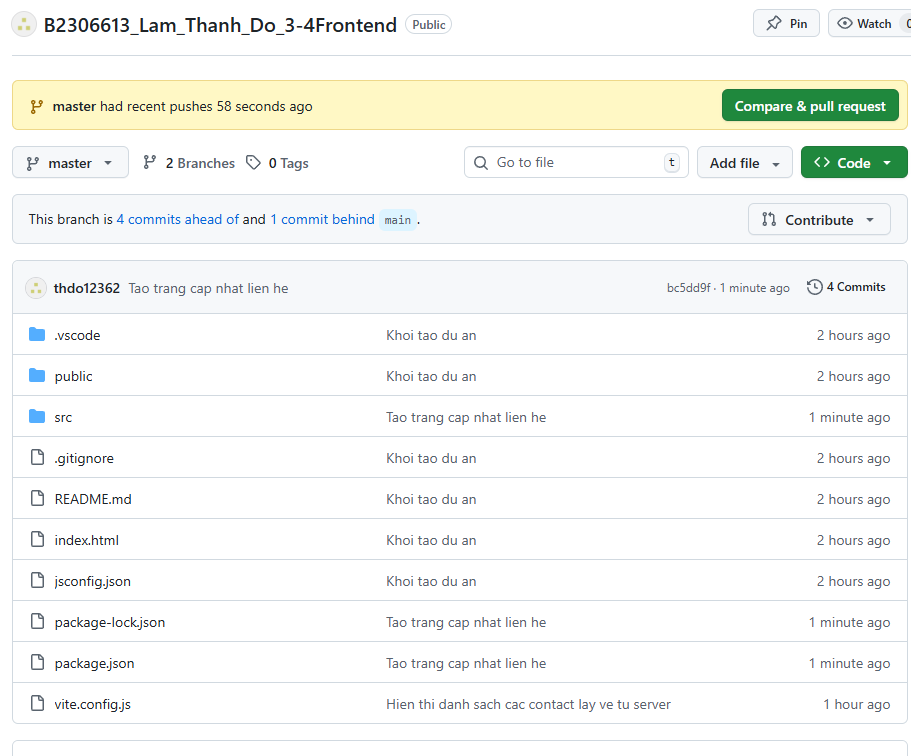 B2306613_Lam_Thanh_Do_3-4Frontend Public Pin Watch
master had recent pushes 58 seconds ago Compare & pull request
master 2 Branches 0 Tags Go to file t Add file Code
This branch is 4 commits ahead of and 1 commit behind main . Contribute
thdo12362 Tao trang cap nhat lien he bc5dd9f · 1 minute ago 4 Commits
.vscode Khoi tao du an 2 hours ago
public Khoi tao du an 2 hours ago
src Tao trang cap nhat lien he 1 minute ago
.gitignore Khoi tao du an 2 hours ago
README.md Khoi tao du an 2 hours ago
index.html Khoi tao du an 2 hours ago
jsconfig.json Khoi tao du an 2 hours ago
package-lock.json Tao trang cap nhat lien he 1 minute ago
package.json Tao trang cap nhat lien he 1 minute ago
vite.config.js Hien thi danh sach cac contact lay ve tu server 1 hour ago